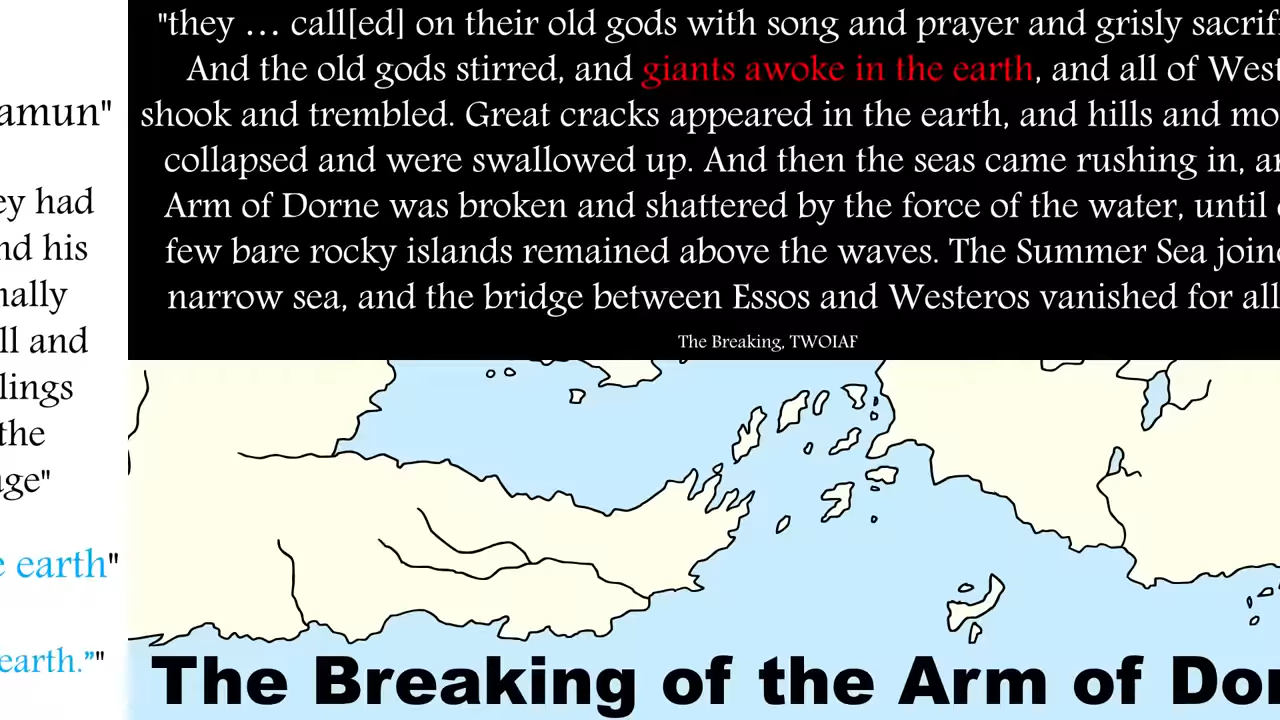 amun"
ey had
nd his
nally
ll and
lings
the
age"
e earth"
earth.”"
"they … call[ed] on their old gods with song and prayer and grisly sacrifi
And the old gods stirred, and giants awoke in the earth, and all of West
shook and trembled. Great cracks appeared in the earth, and hills and mo
collapsed and were swallowed up. And then the seas came rushing in, an
Arm of Dorne was broken and shattered by the force of the water, until
few bare rocky islands remained above the waves. The Summer Sea joine
narrow sea, and the bridge between Essos and Westeros vanished for all
The Breaking, TWOIAF
The Breaking of the Arm of Dor